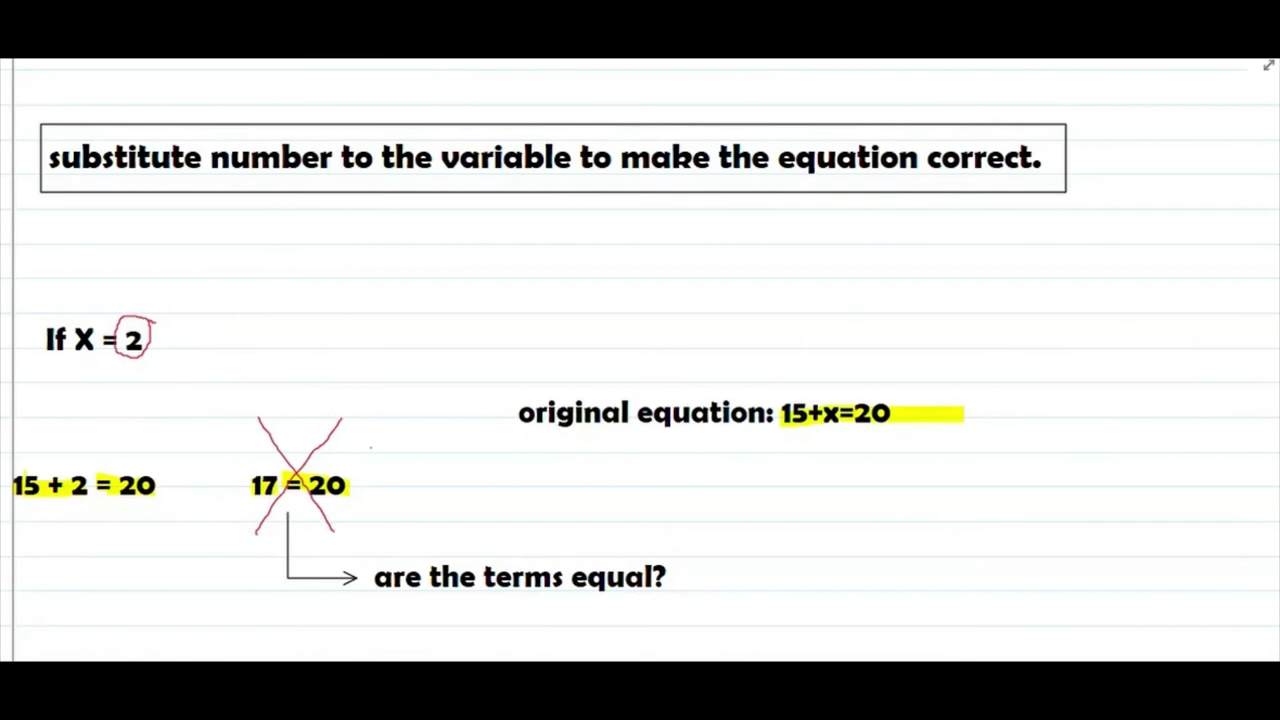 substitute number to the variable to make the equation correct.
If X = 2
original equation: 15+x=20
15 + 2 = 20 17 = 20
are the terms equal?